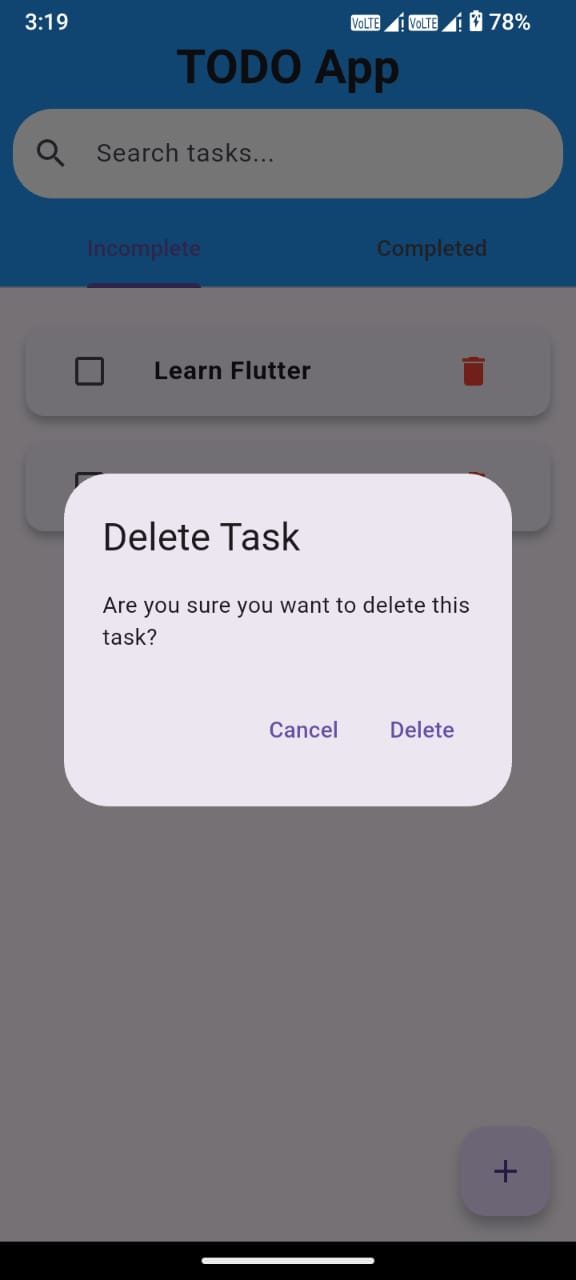 3:19 VoLTE VoLTE 78%
TODO App
Search tasks...
Incomplete Completed
Learn Flutter
Delete Task
Are you sure you want to delete this
task?
Cancel Delete